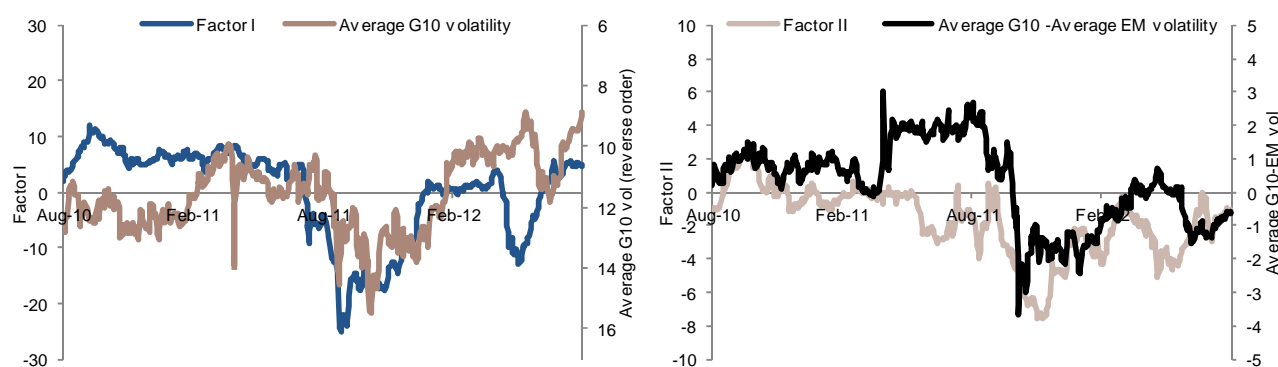 Factor I
Average G10 volatility
30
20
10
0
-10
-20
-30
Factor I
6
8
10
12
14
16
Average G10 vol (reverse order)
Aug-10
Feb-11
Aug-11
Feb-12
Factor II
Average G10 -Average EM volatility
10
8
6
4
2
0
-2
-4
-6
-8
-10
Factor II
5
4
3
2
1
0
-1
-2
-3
-4
-5
Average G10-EM vol
Aug-10
Feb-11
Aug-11